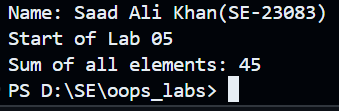 Name: Saad Ali Khan(SE-23083)
Start of Lab 05
Sum of all elements: 45
PS D:\SE\oops_labs>